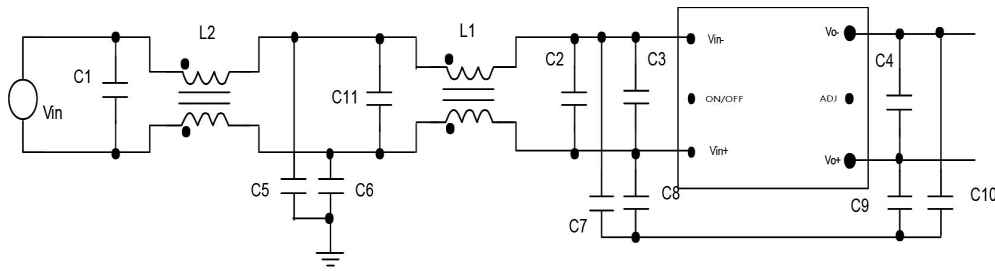 L2
L1
C1
Vin
C11
C2
C3
Vin-
Vo-
C4
ON/OFF
ADJ
Vin+
Vo+
C5
C6
C7
C8
C9
C10